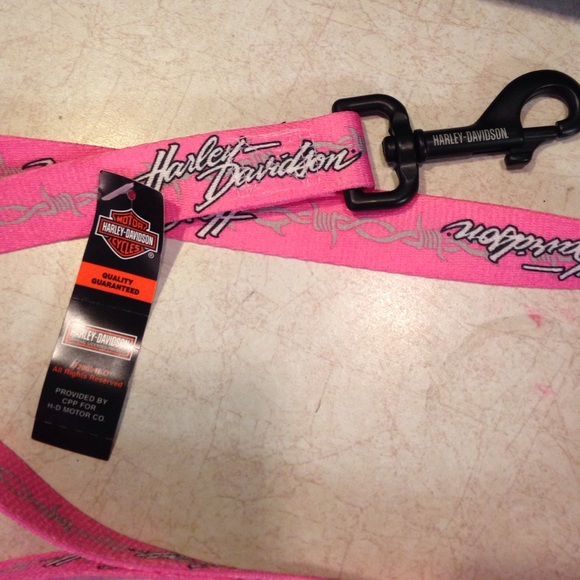 Harley-Davidson
HARLEY-DAVIDSON
Davidson
MOTOR
HARLEY-DAVIDSON
CYCLES
®
QUALITY
GUARANTEED
HARLEY-DAVIDSON
All Rights Reserved
PROVIDED BY
CPP FOR
H-D MOTOR CO.